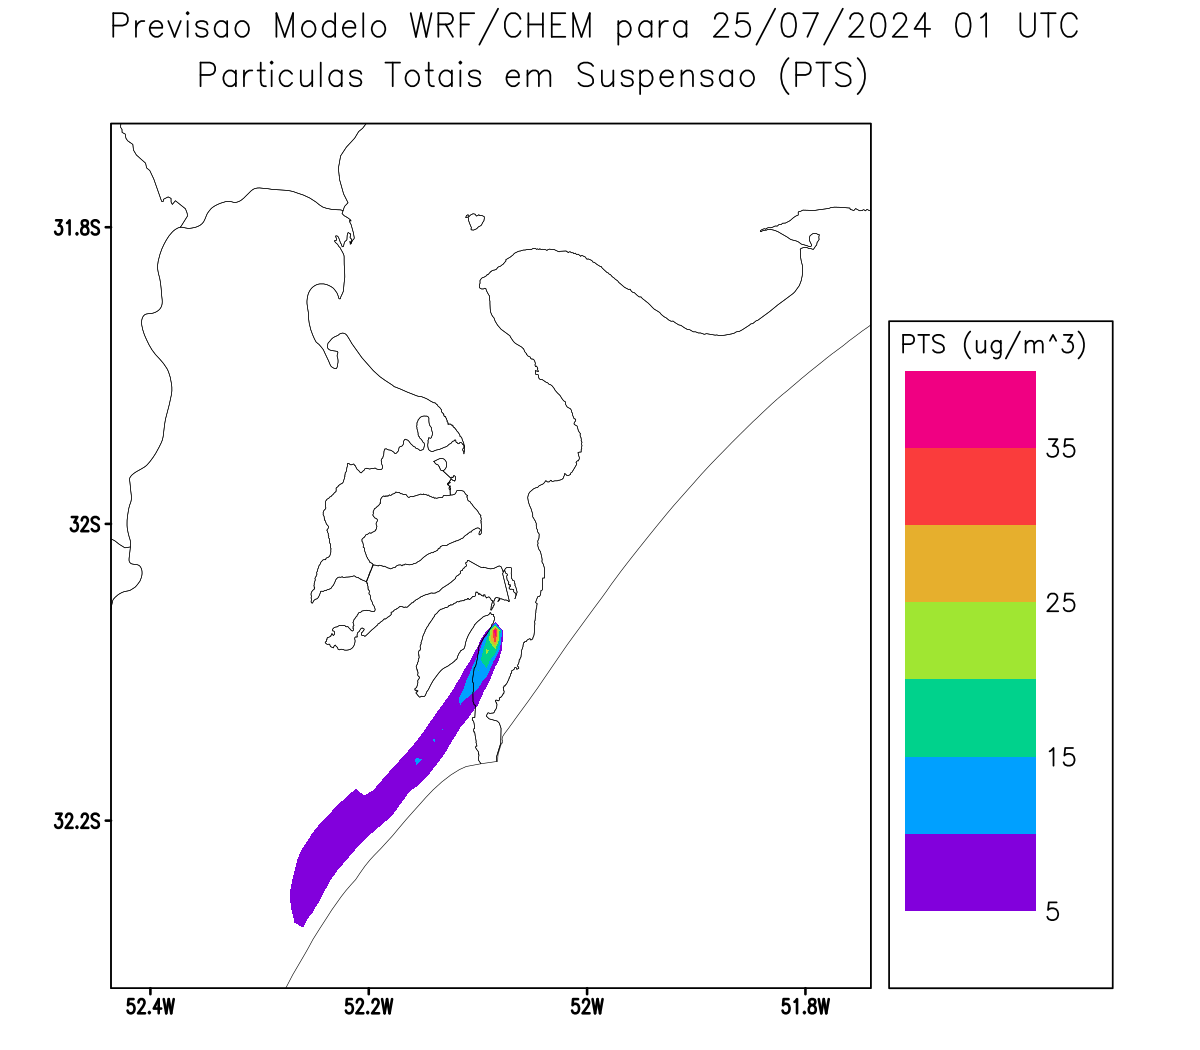 Previsao Modelo WRF/CHEM para 25/07/2024 01 UTC
Particulas Totais em Suspensao (PTS)
31.8S
32S
32.2S
52.4W
52.2W
52W
51.8W
PTS (ug/m^3)
35
25
15
5